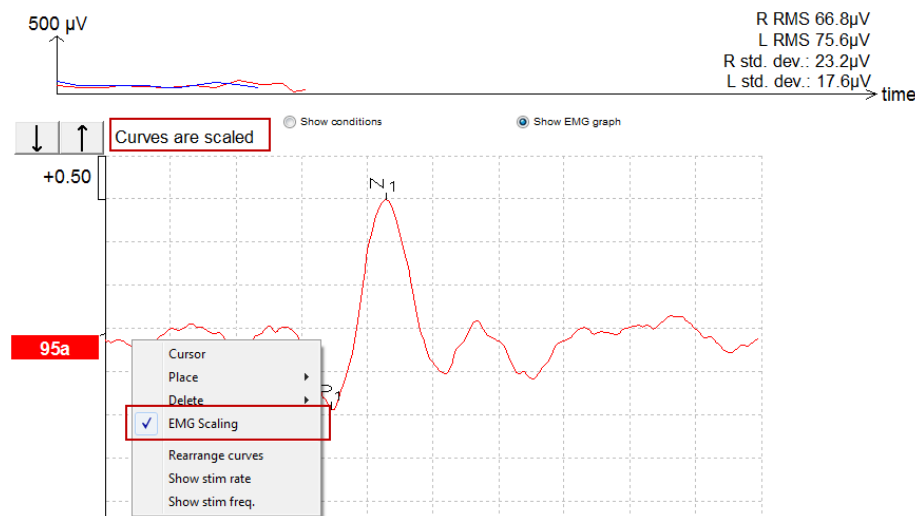 500 µV
R RMS 66.8µV
L RMS 75.6µV
R std. dev.: 23.2µV
L std. dev.: 17.6µV
time
Curves are scaled
Show conditions
Show EMG graph
+0.50
N1
95a
P1
Cursor
Place
Delete
EMG Scaling
Rearrange curves
Show stim rate
Show stim freq.